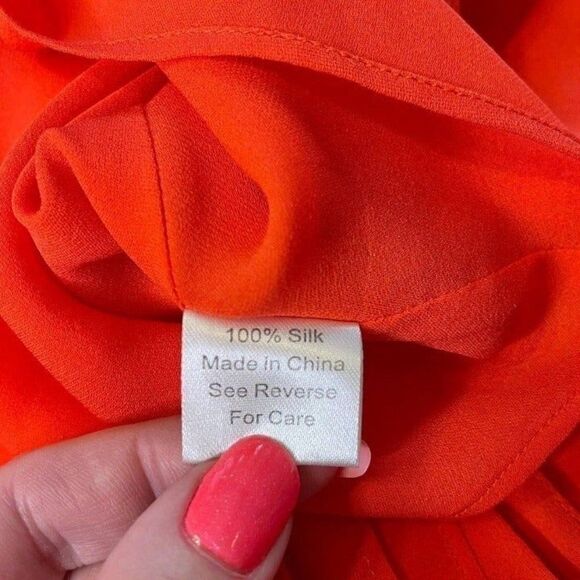 100% Silk
Made in China
See Reverse
For Care